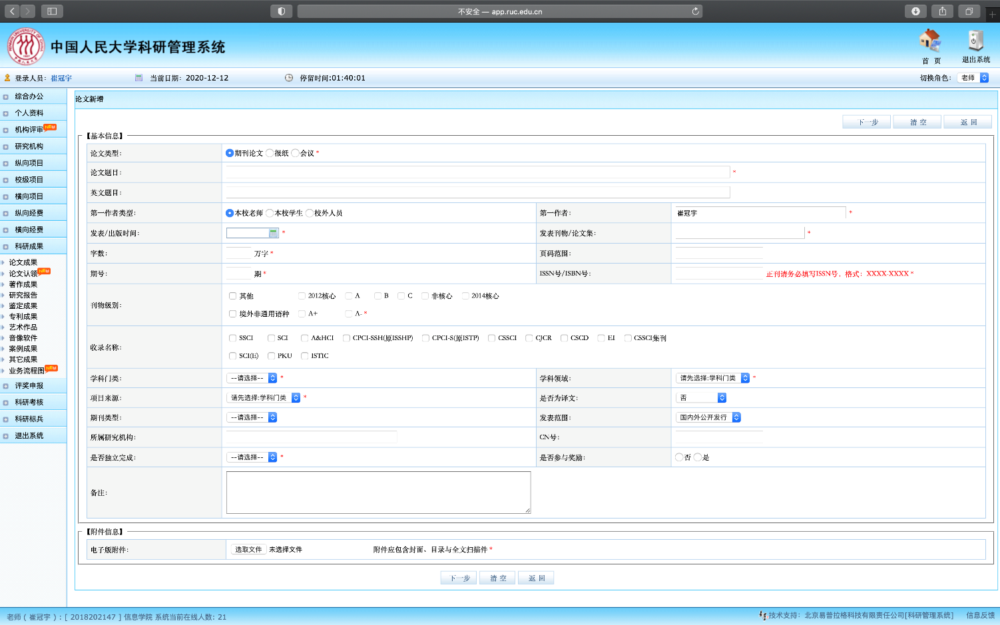 不安全 — app.ruc.edu.cn
中国人民大学科研管理系统
首 页
退出系统
登录人员: 崔冠宇
当前日期: 2020-12-12
停留时间:01:40:01
切换角色: 老师
综合办公
个人资料
机构评审 NEW
研究机构
纵向项目
校级项目
横向项目
纵向经费
横向经费
科研成果
论文成果
论文认领 NEW
著作成果
研究报告
鉴定成果
专利成果
艺术作品
音像软件
案例成果
其它成果
业务流程图 NEW
评奖申报
科研考核
科研标兵
退出系统
论文新增
下一步 清 空 返 回
【基本信息】
论文类型: 期刊论文 报纸 会议 *
论文题目: *
英文题目:
第一作者类型: 本校老师 本校学生 校外人员 第一作者: 崔冠宇 *
发表/出版时间: * 发表刊物/论文集: *
字数: 万字 * 页码范围:
期号: 期 * ISSN号/ISBN号: 正刊请务必填写ISSN号，格式：XXXX-XXXX *
刊物级别: 其他 2012核心 A B C 非核心 2014核心
境外非通用语种 A+ A- *
收录名称: SSCI SCI A&HCI CPCI-SSH(原ISSHP) CPCI-S(原ISTP) CSSCI CJCR CSCD EI CSSCI集刊
SCI(E) PKU ISTIC
学科门类: --请选择-- * 学科领域: 请先选择:学科门类 *
项目来源: 请先选择:学科门类 * 是否为译文: 否
期刊类型: --请选择-- 发表范围: 国内外公开发行
所属研究机构: CN号:
是否独立完成: --请选择-- * 是否参与奖励: 否 是
备注:
【附件信息】
电子版附件: 选取文件 未选择文件 附件应包含封面、目录与全文扫描件 *
下一步 清 空 返 回
老师 ( 崔冠宇 ) : [ 2018202147 ] 信息学院 系统当前在线人数: 21
技术支持：北京易普拉格科技有限责任公司[科研管理系统] 信息反馈